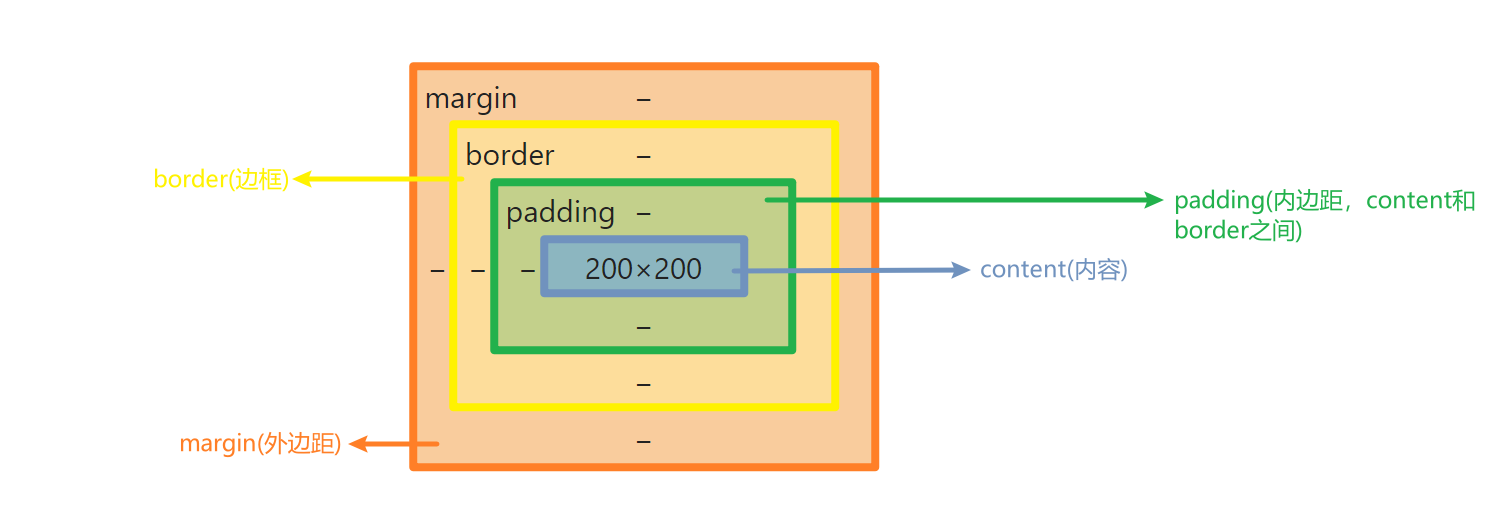 margin –
border –
border(边框)
padding –
padding(内边距，content和
border之间)
– – – 200×200
content(内容)
–
–
margin(外边距)
–